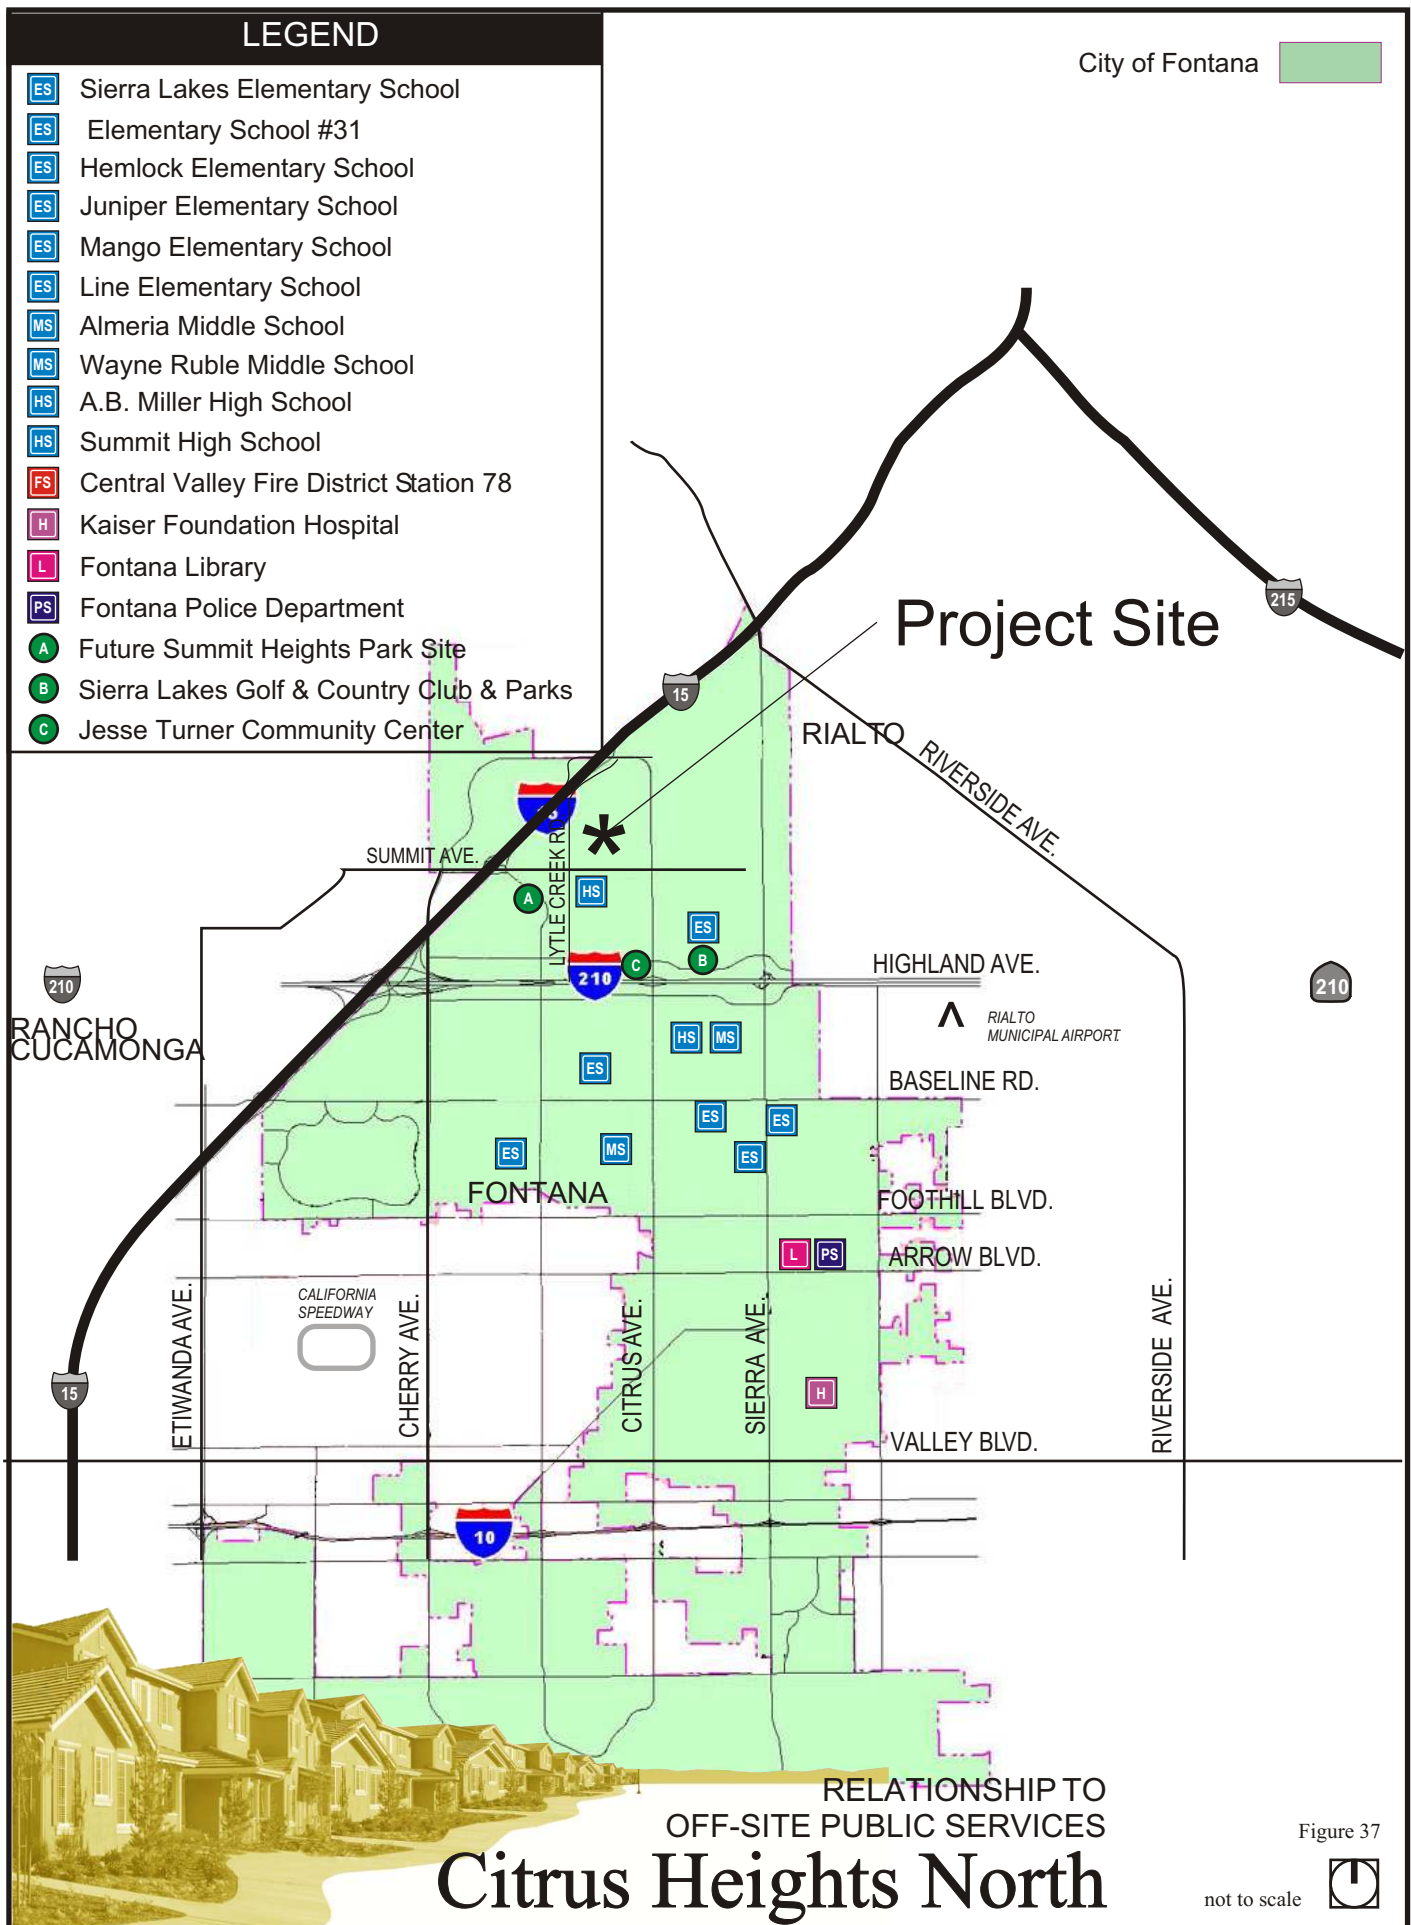 LEGEND
City of Fontana
ES Sierra Lakes Elementary School
ES Elementary School #31
ES Hemlock Elementary School
ES Juniper Elementary School
ES Mango Elementary School
ES Line Elementary School
MS Almeria Middle School
MS Wayne Ruble Middle School
HS A.B. Miller High School
HS Summit High School
FS Central Valley Fire District Station 78
H Kaiser Foundation Hospital
L Fontana Library
PS Fontana Police Department
A Future Summit Heights Park Site
B Sierra Lakes Golf & Country Club & Parks
C Jesse Turner Community Center
215
Project Site
15
RIALTO
RIVERSIDE AVE.
LYTLE CREEK RD.
SUMMIT AVE.
*
A
HS
ES
B
C
210
HIGHLAND AVE.
210
210
RANCHO
CUCAMONGA
RIALTO
MUNICIPAL AIRPORT
HS
MS
ES
BASELINE RD.
ES
ES
ES
MS
ES
FONTANA
FOOTHILL BLVD.
L
PS
ARROW BLVD.
CALIFORNIA
SPEEDWAY
ETIWANDA AVE.
CHERRY AVE.
CITRUS AVE.
SIERRA AVE.
RIVERSIDE AVE.
15
H
VALLEY BLVD.
10
RELATIONSHIP TO
OFF-SITE PUBLIC SERVICES
Citrus Heights North
Figure 37
not to scale